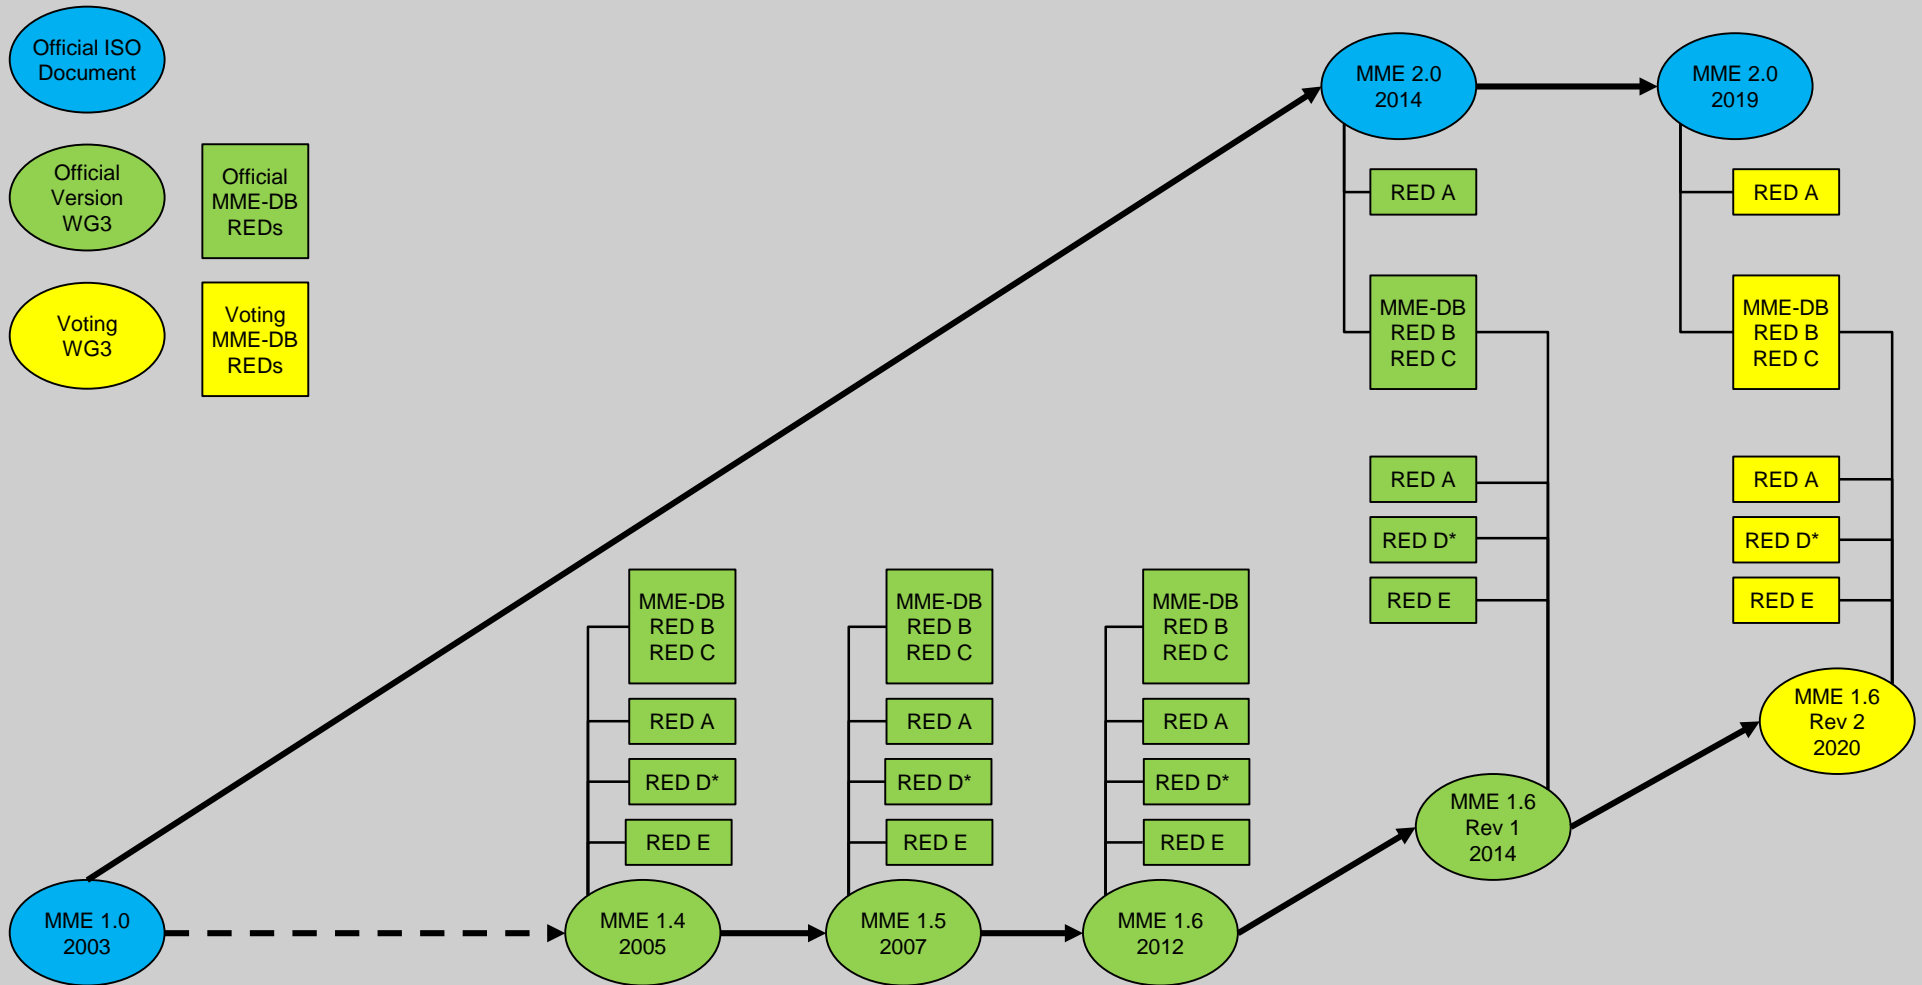 Official ISO
Document
Official
Version
WG3
Official
MME-DB
REDs
Voting
WG3
Voting
MME-DB
REDs
MME 2.0
2014
MME 2.0
2019
RED A
RED A
MME-DB
RED B
RED C
MME-DB
RED B
RED C
RED A
RED D*
RED E
RED A
RED D*
RED E
MME-DB
RED B
RED C
RED A
RED D*
RED E
MME-DB
RED B
RED C
RED A
RED D*
RED E
MME-DB
RED B
RED C
RED A
RED D*
RED E
MME 1.6
Rev 2
2020
MME 1.6
Rev 1
2014
MME 1.0
2003
MME 1.4
2005
MME 1.5
2007
MME 1.6
2012